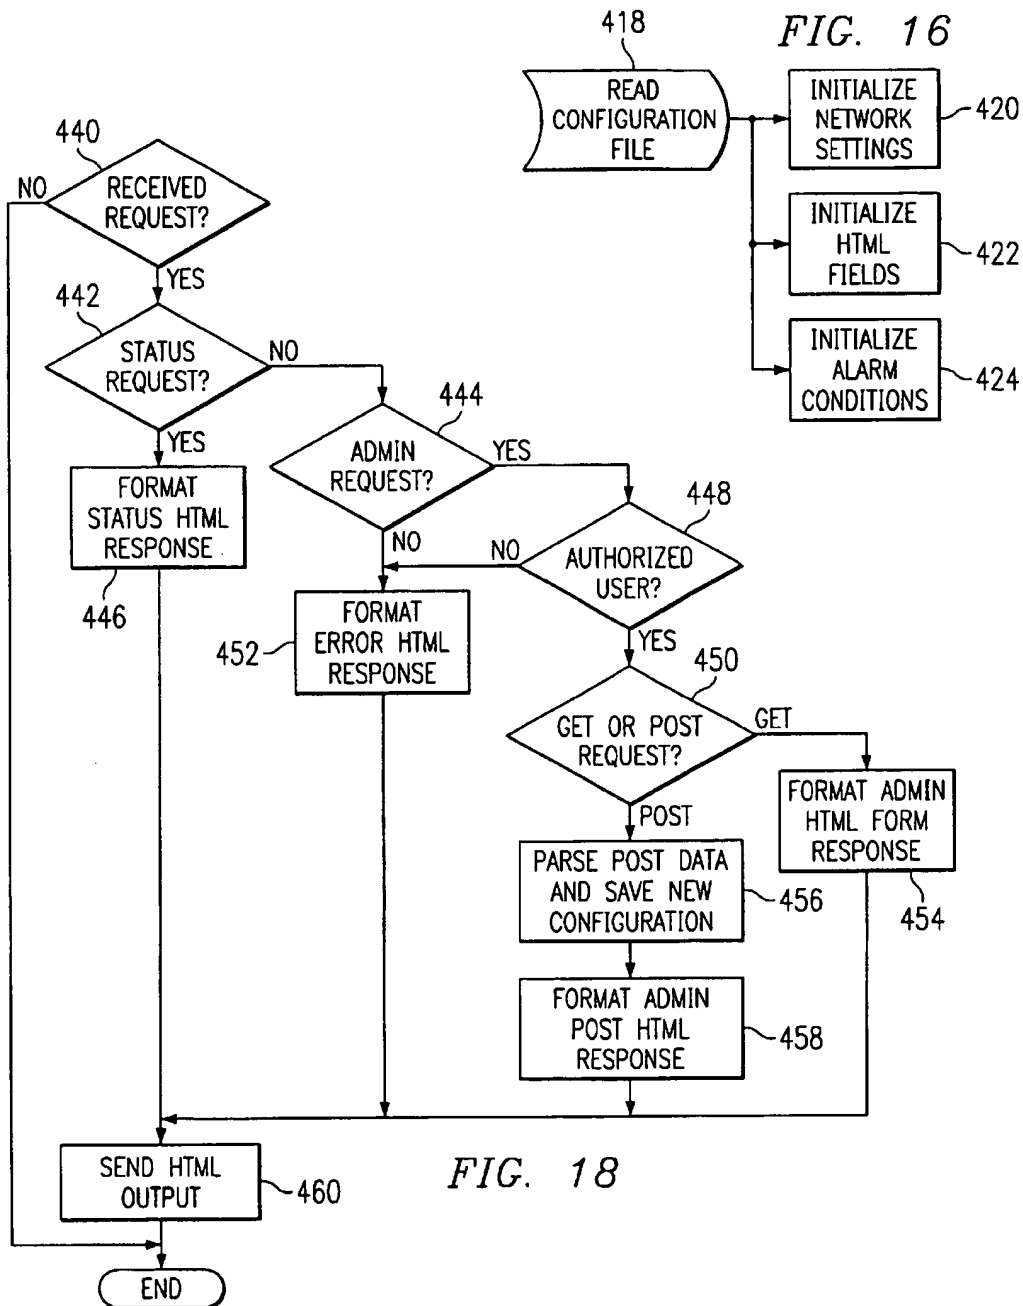 FIG. 16
418
READ
CONFIGURATION
FILE
INITIALIZE
NETWORK
SETTINGS
420
INITIALIZE
HTML
FIELDS
422
INITIALIZE
ALARM
CONDITIONS
424
440
NO
RECEIVED
REQUEST?
YES
442
STATUS
REQUEST?
NO
YES
444
ADMIN
REQUEST?
YES
NO
FORMAT
STATUS HTML
RESPONSE
446
448
NO
AUTHORIZED
USER?
YES
FORMAT
ERROR HTML
RESPONSE
452
450
GET OR POST
REQUEST?
GET
POST
FORMAT ADMIN
HTML FORM
RESPONSE
454
PARSE POST DATA
AND SAVE NEW
CONFIGURATION
456
FORMAT ADMIN
POST HTML
RESPONSE
458
SEND HTML
OUTPUT
460
FIG. 18
END